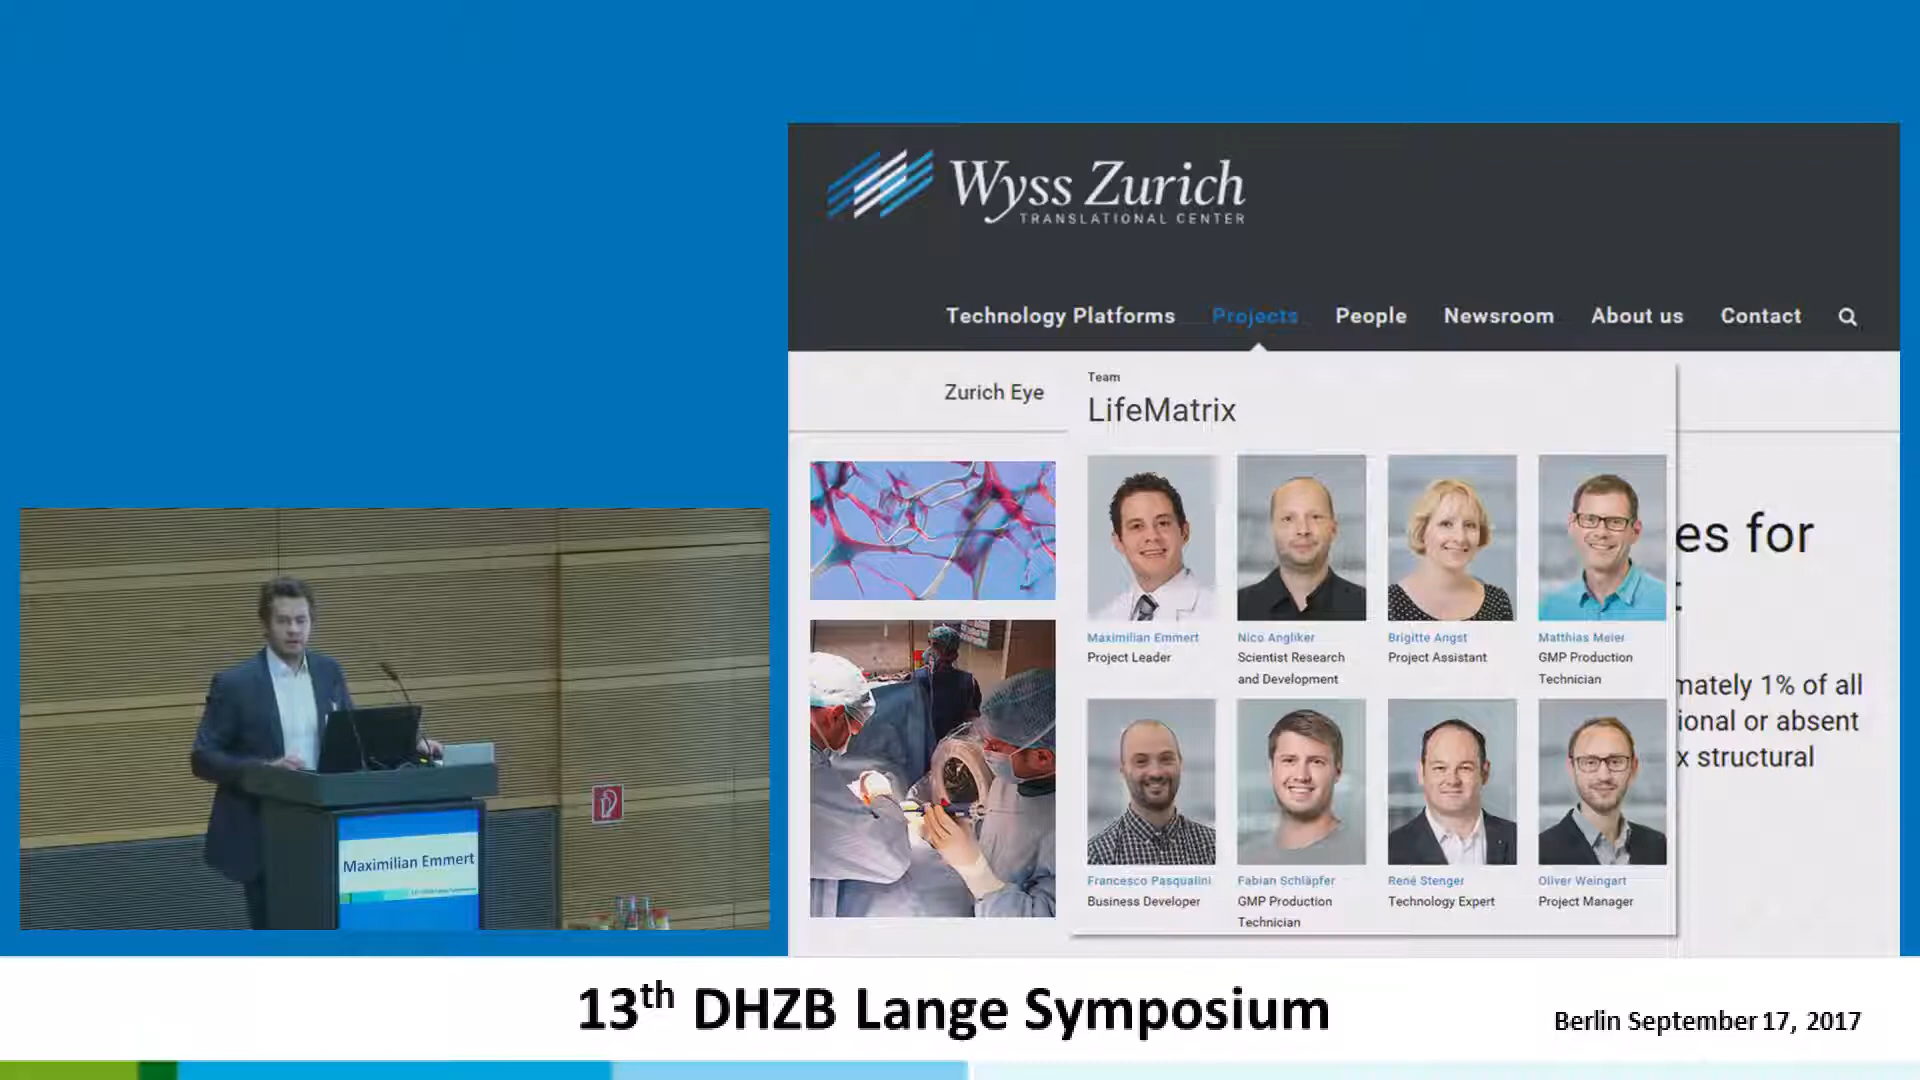 Wyss Zurich
TRANSLATIONAL CENTER
Technology Platforms Projects People Newsroom About us Contact
Zurich Eye
Team
LifeMatrix
Maximilian Emmert
Project Leader
Nico Angliker
Scientist Research
and Development
Brigitte Angst
Project Assistant
Matthias Meier
GMP Production
Technician
Francesco Pasqualini
Business Developer
Fabian Schläpfer
GMP Production
Technician
René Stenger
Technology Expert
Oliver Weingart
Project Manager
es for
mately 1% of all
ional or absent
x structural
Maximilian Emmert
13th DHZB Lange Symposium
Berlin September 17, 2017